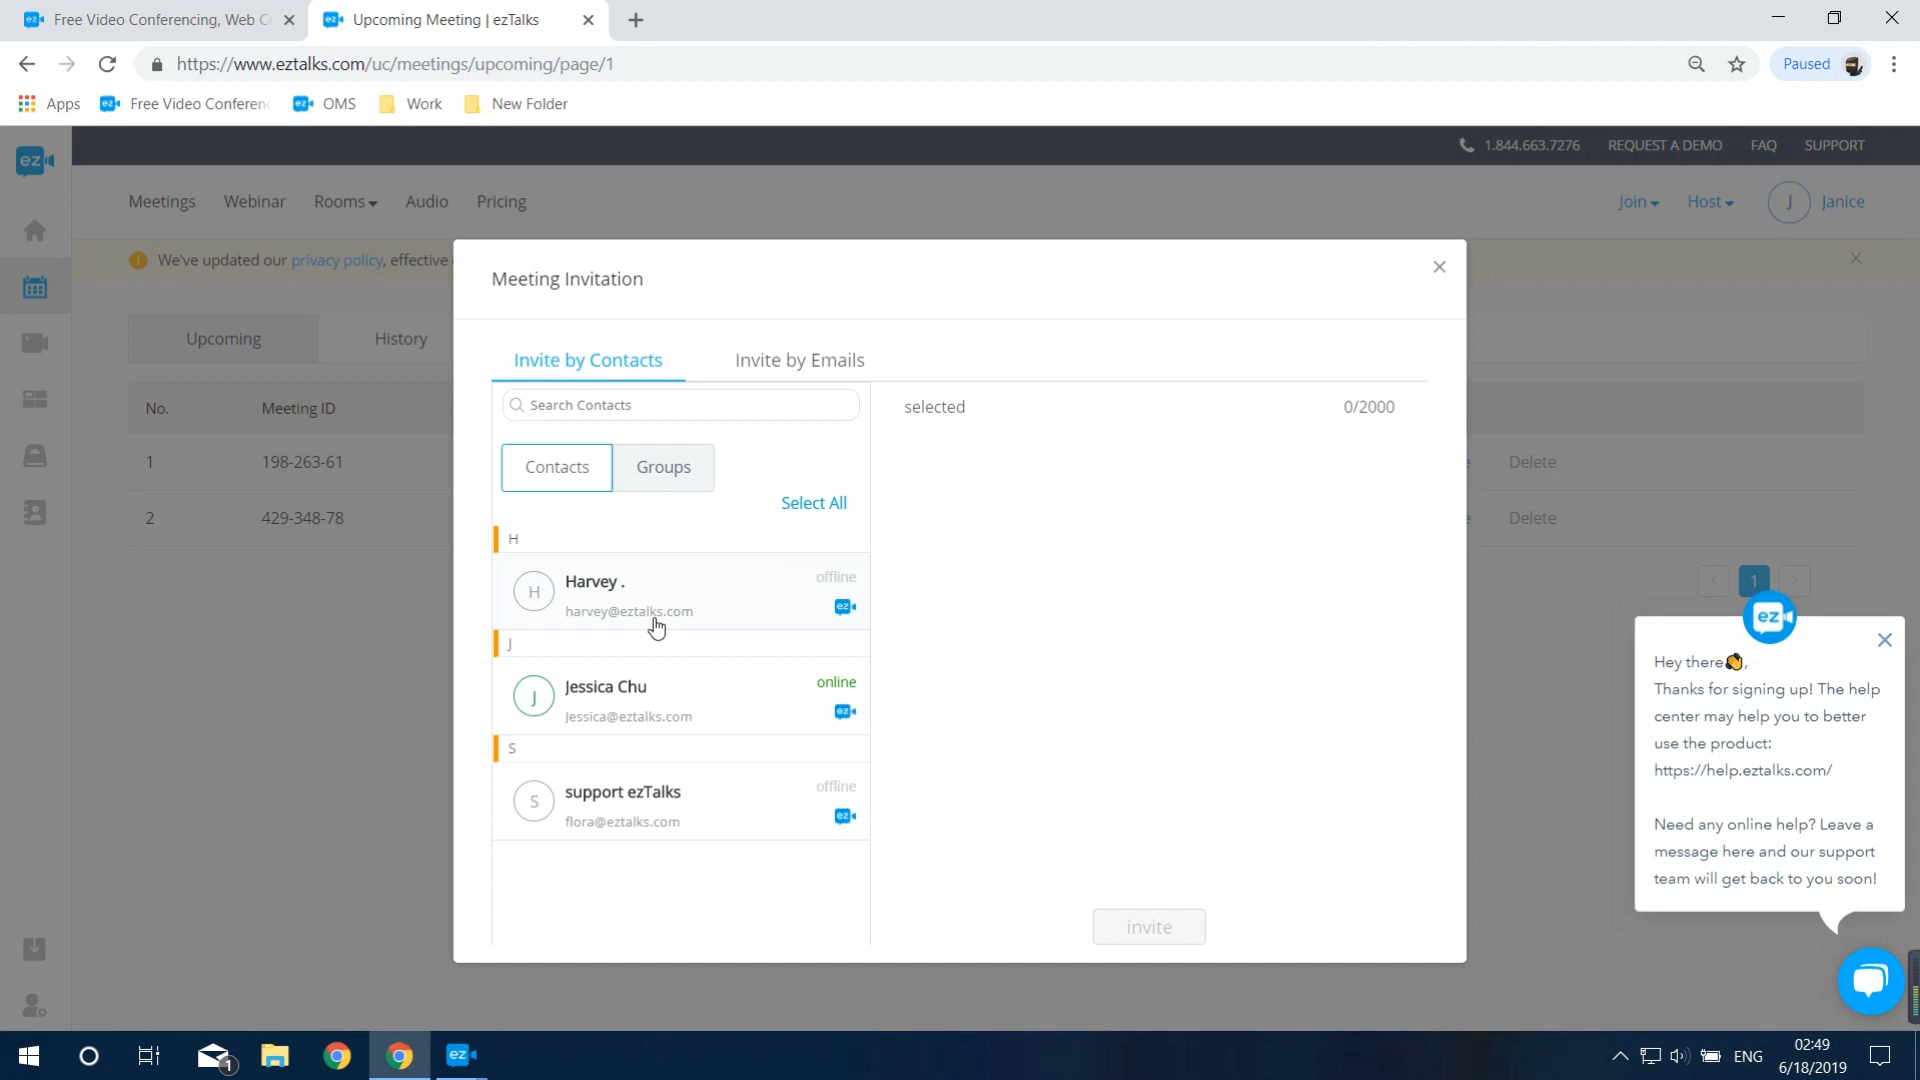 Free Video Conferencing, Web C
Upcoming Meeting | ezTalks
https://www.eztalks.com/uc/meetings/upcoming/page/1
Paused
Apps
Free Video Conferenc
OMS
Work
New Folder
ez
1.844.663.7276
REQUEST A DEMO
FAQ
SUPPORT
Meetings
Webinar
Rooms
Audio
Pricing
Join
Host
J
Janice
We've updated our privacy policy, effective
Upcoming
History
No.
Meeting ID
1
198-263-61
Delete
2
429-348-78
Delete
1
Meeting Invitation
Invite by Contacts
Invite by Emails
Search Contacts
selected
0/2000
Contacts
Groups
Select All
H
H
Harvey .
offline
harvey@eztalks.com
ez
J
J
Jessica Chu
online
Jessica@eztalks.com
ez
S
S
support ezTalks
offline
flora@eztalks.com
ez
invite
ez
Hey there👋,
Thanks for signing up! The help
center may help you to better
use the product:
https://help.eztalks.com/
Need any online help? Leave a
message here and our support
team will get back to you soon!
1
ez
ENG
02:49
6/18/2019